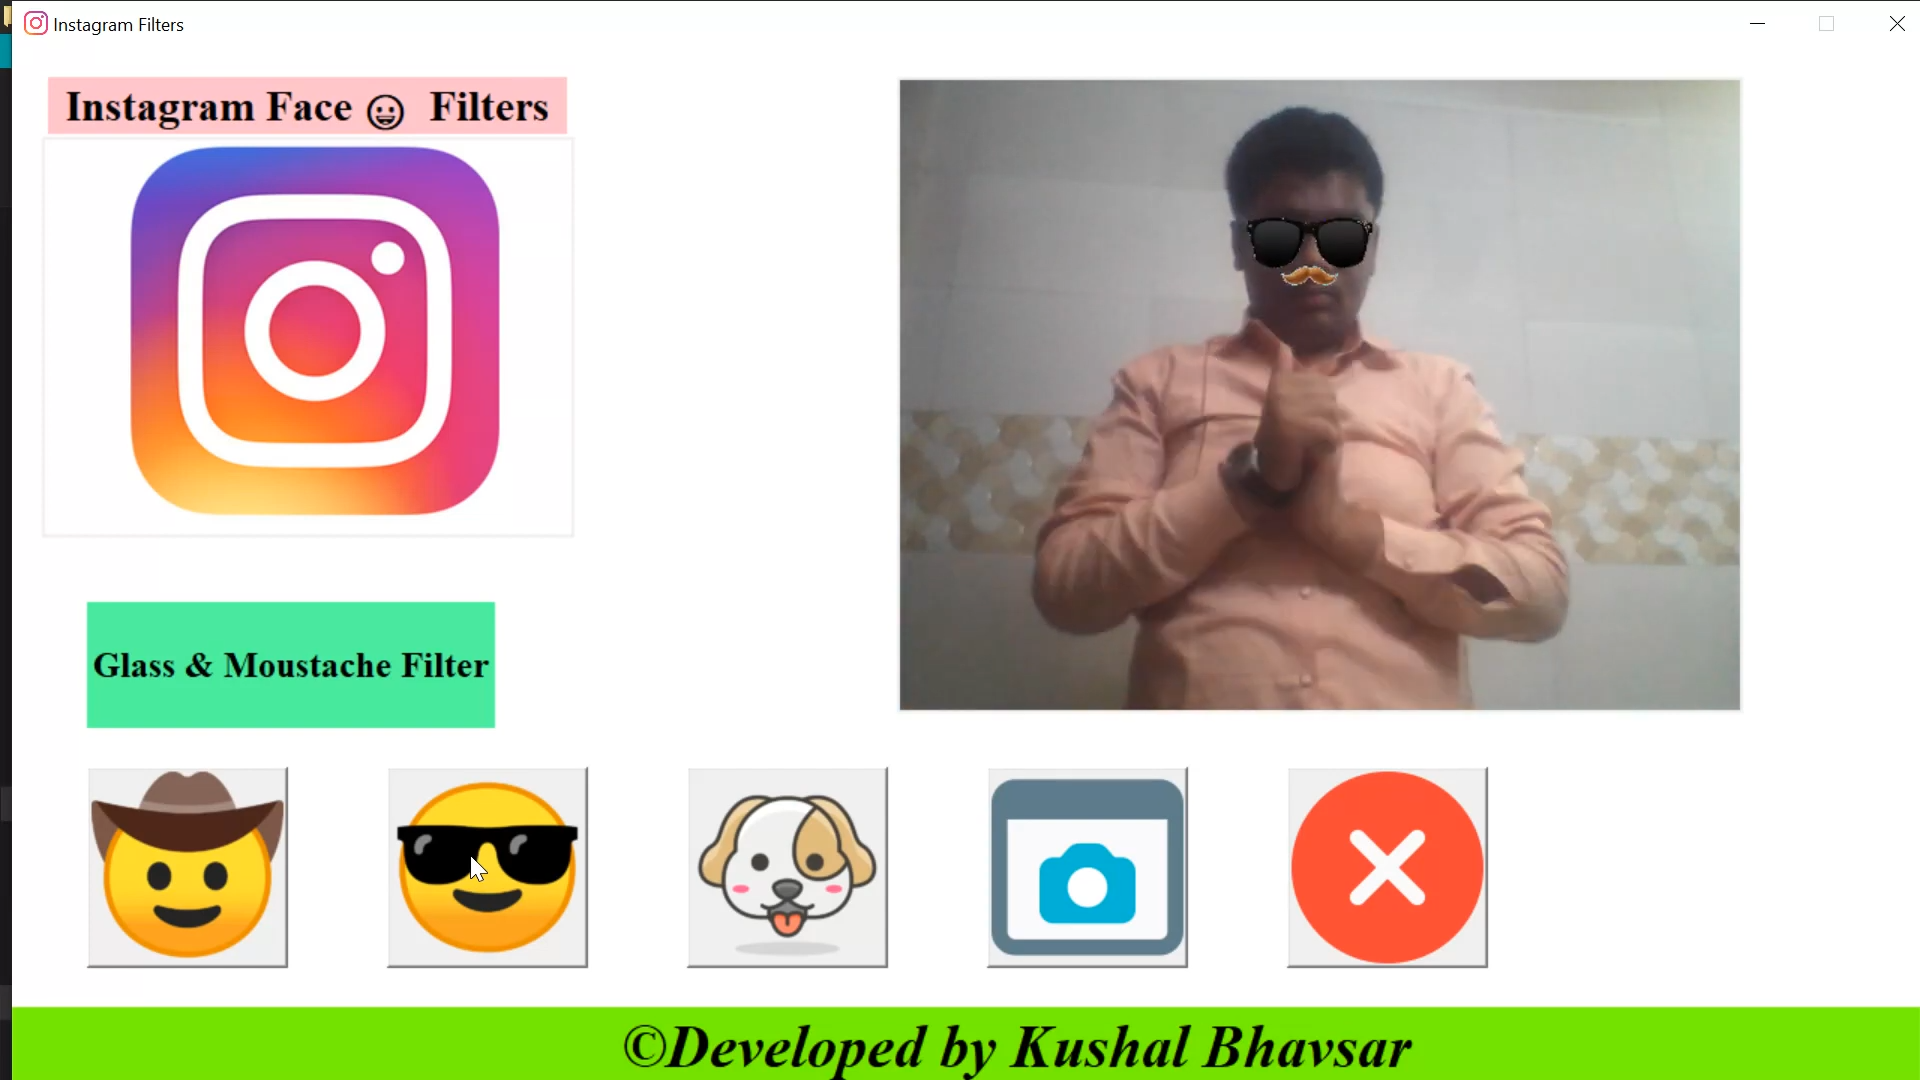 Instagram Filters
Instagram Face 😀 Filters
Glass & Moustache Filter
©Developed by Kushal Bhavsar